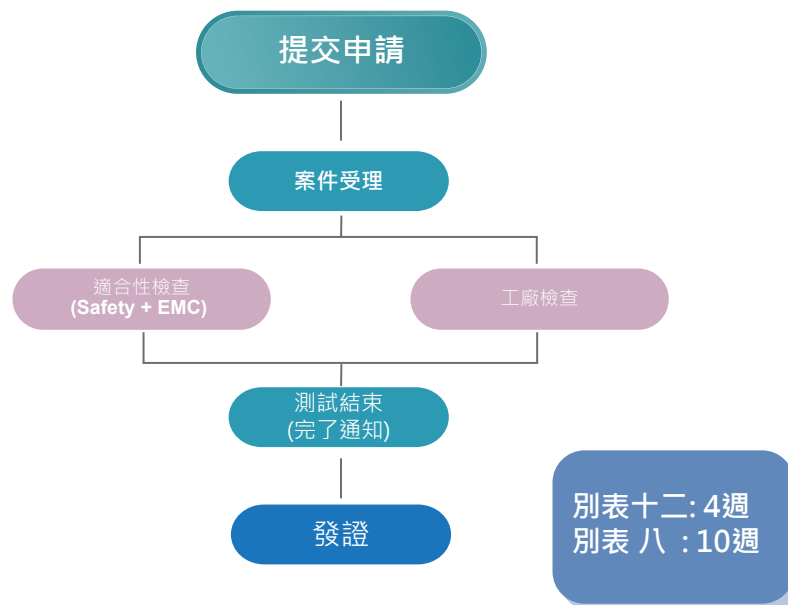 提交申請
案件受理
適合性檢查
(Safety + EMC)
工廠檢查
測試結束
(完了通知)
發證
別表十二: 4週
別表 八 : 10週